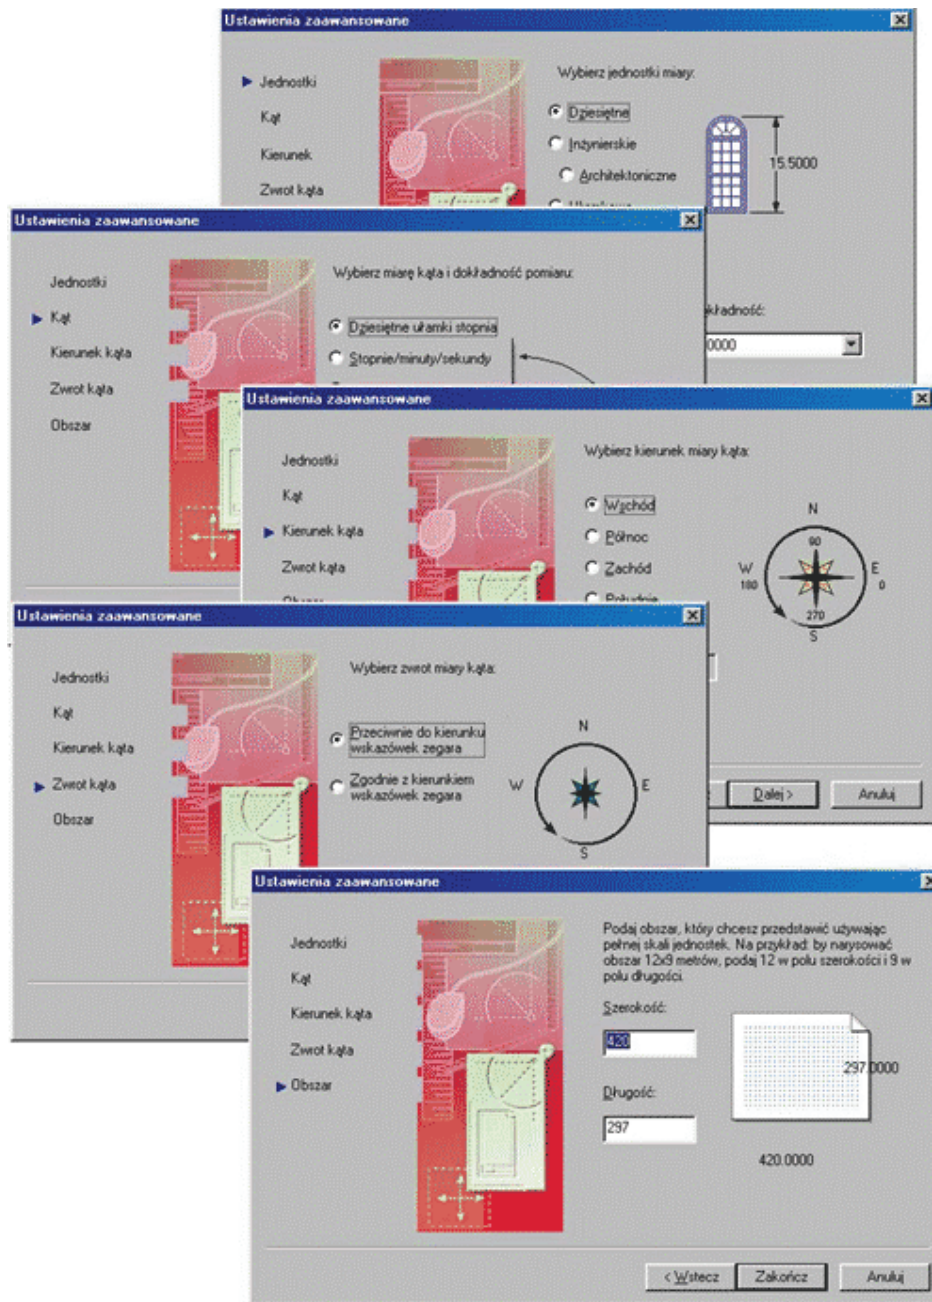 Ustawienia zaawansowane
Jednostki
Kąt
Kierunek
Zwrot kąta
Wybierz jednostki miary:
Dziesiętne
Inżynierskie
Architektoniczne
15.5000
Ustawienia zaawansowane
Jednostki
Kąt
Kierunek kąta
Zwrot kąta
Obszar
Wybierz miarę kąta i dokładność pomiaru:
Dziesiętne ułamki stopnia
Stopnie/minuty/sekundy
kładność:
0000
Ustawienia zaawansowane
Jednostki
Kąt
Kierunek kąta
Zwrot kąta
Wybierz kierunek miary kąta:
Wschód
Północ
Zachód
Południe
N
90
W
180
E
0
270
S
Dalej >
Anuluj
Ustawienia zaawansowane
Jednostki
Kąt
Kierunek kąta
Zwrot kąta
Obszar
Wybierz zwrot miary kąta:
Przeciwnie do kierunku
wskazówek zegara
Zgodnie z kierunkiem
wskazówek zegara
N
W
E
S
Ustawienia zaawansowane
Jednostki
Kąt
Kierunek kąta
Zwrot kąta
Obszar
Podaj obszar, który chcesz przedstawić używając
pełnej skali jednostek. Na przykład: by narysować
obszar 12x9 metrów, podaj 12 w polu szerokości i 9 w
polu długości.
Szerokość:
420
Długość:
297
297.0000
420.0000
< Wstecz
Zakończ
Anuluj